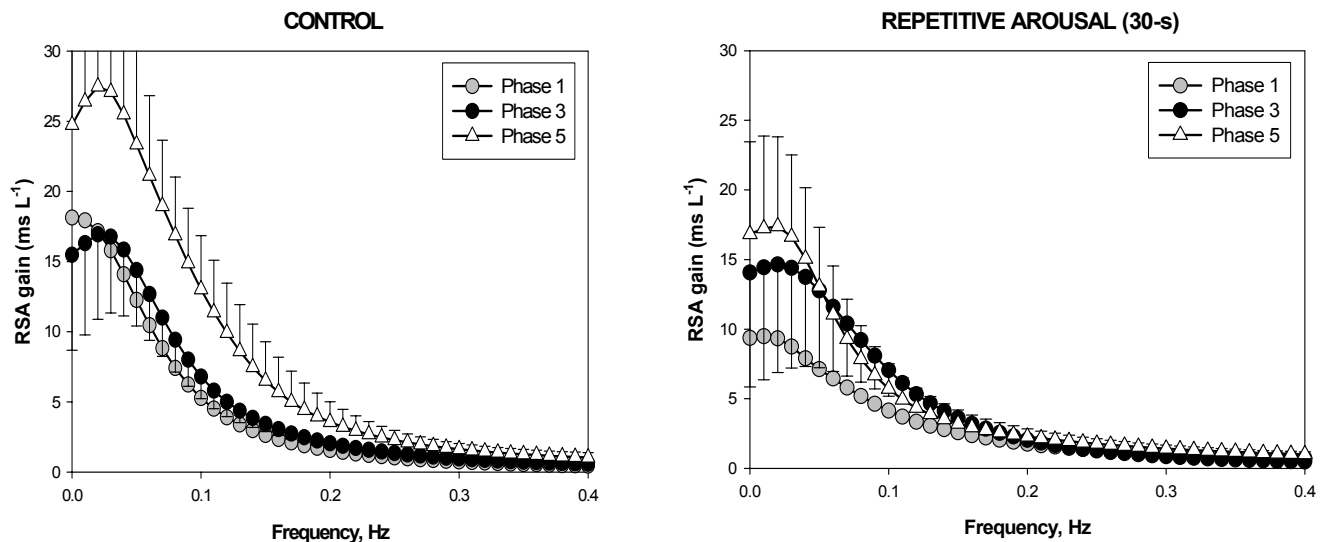 CONTROL
30
25
20
15
10
5
0
RSA gain (ms L-1)
Phase 1
Phase 3
Phase 5
0.0 0.1 0.2 0.3 0.4
Frequency, Hz
REPETITIVE AROUSAL (30-s)
30
25
20
15
10
5
0
RSA gain (ms L-1)
Phase 1
Phase 3
Phase 5
0.0 0.1 0.2 0.3 0.4
Frequency, Hz